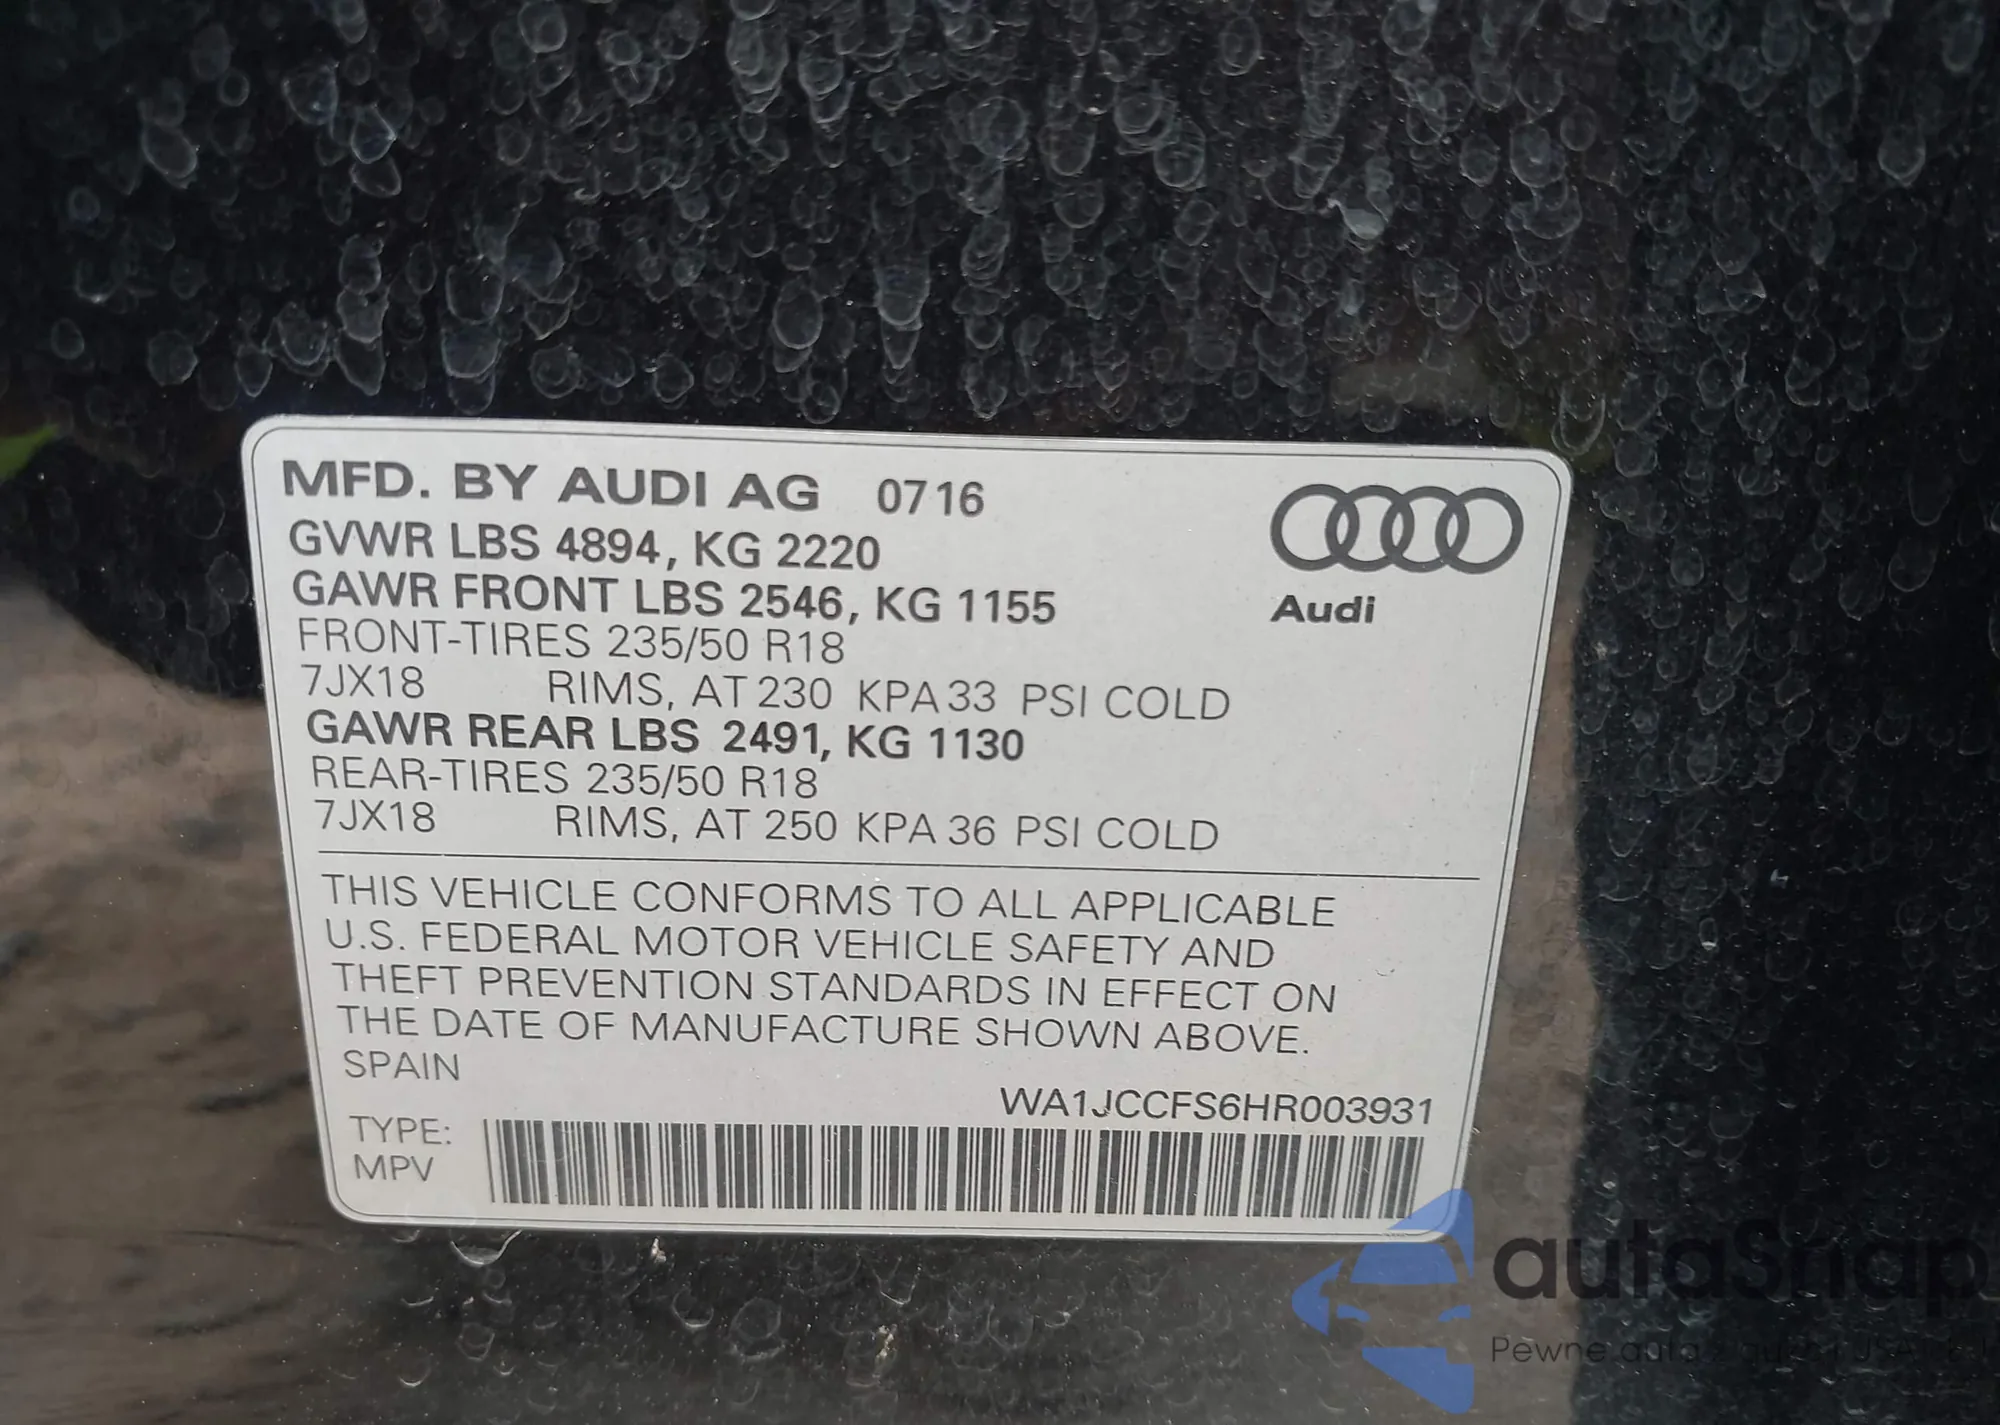 MFD. BY AUDI AG 0716
GVWR LBS 4894, KG 2220
GAWR FRONT LBS 2546, KG 1155
Audi
FRONT-TIRES 235/50 R18
7JX18 RIMS, AT 230 KPA 33 PSI COLD
GAWR REAR LBS 2491, KG 1130
REAR-TIRES 235/50 R18
7JX18 RIMS, AT 250 KPA 36 PSI COLD
THIS VEHICLE CONFORMS TO ALL APPLICABLE
U.S. FEDERAL MOTOR VEHICLE SAFETY AND
THEFT PREVENTION STANDARDS IN EFFECT ON
THE DATE OF MANUFACTURE SHOWN ABOVE.
SPAIN
WA1JCCFS6HR003931
TYPE:
MPV
autaSnap
Pewne auta z